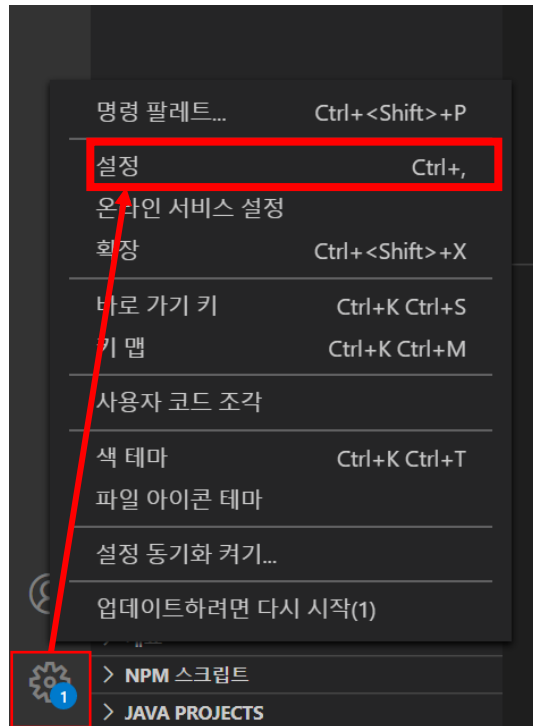 명령 팔레트... Ctrl+<Shift>+P
설정 Ctrl+,
온라인 서비스 설정
확장 Ctrl+<Shift>+X
바로 가기 키 Ctrl+K Ctrl+S
키 맵 Ctrl+K Ctrl+M
사용자 코드 조각
색 테마 Ctrl+K Ctrl+T
파일 아이콘 테마
설정 동기화 켜기...
업데이트하려면 다시 시작(1)
1
> NPM 스크립트
> JAVA PROJECTS